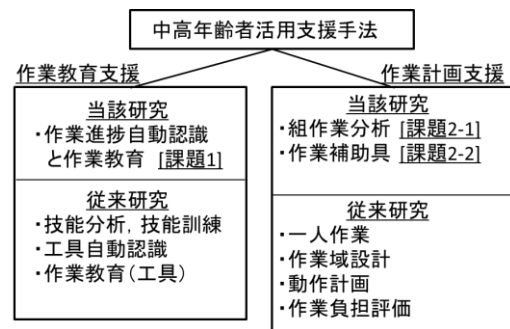 中高年齢者活用支援手法
作業教育支援
当該研究
・作業進捗自動認識
と作業教育 [課題1]
従来研究
・技能分析，技能訓練
・工具自動認識
・作業教育（工具）
作業計画支援
当該研究
・組作業分析 [課題2-1]
・作業補助具 [課題2-2]
従来研究
・一人作業
・作業域設計
・動作計画
・作業負担評価